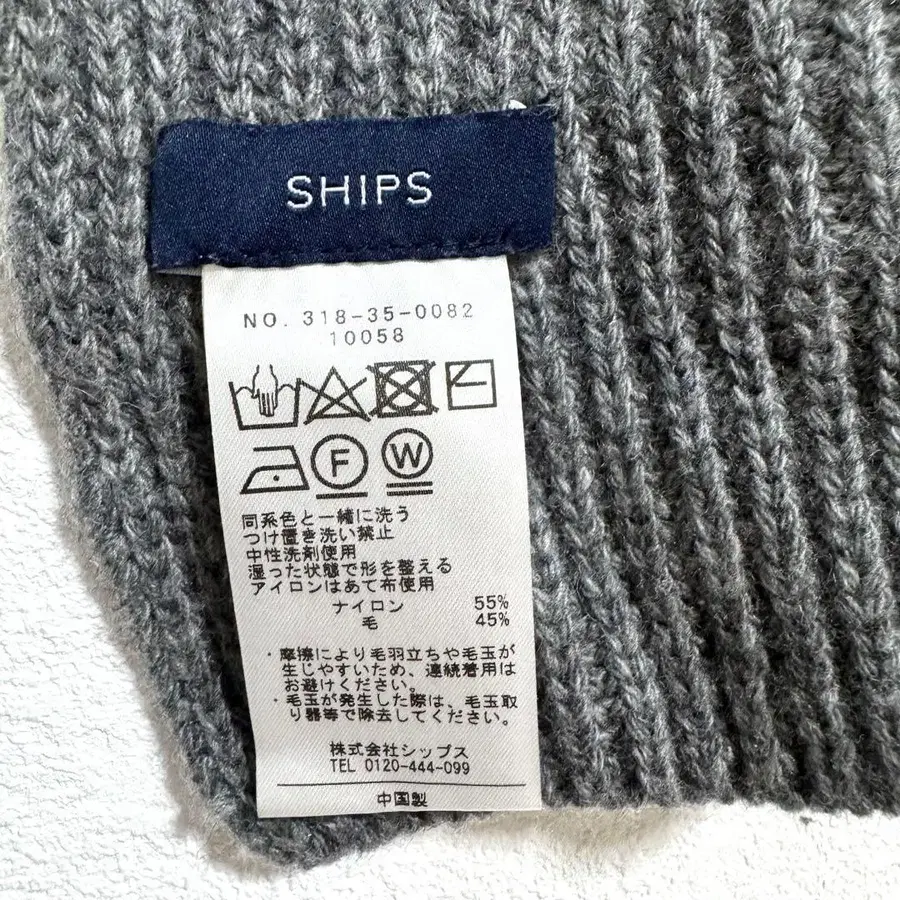 SHIPS
NO. 318-35-0082
10058
F W
同系色と一緒に洗う
つけ置き洗い禁止
中性洗剤使用
湿った状態で形を整える
アイロンはあて布使用
ナイロン 55%
毛 45%
・摩擦により毛羽立ちや毛玉が
生じやすいため、連続着用は
お避けください。
・毛玉が発生した際は、毛玉取
り器等で除去してください。
株式会社シップス
TEL 0120-444-099
中国製